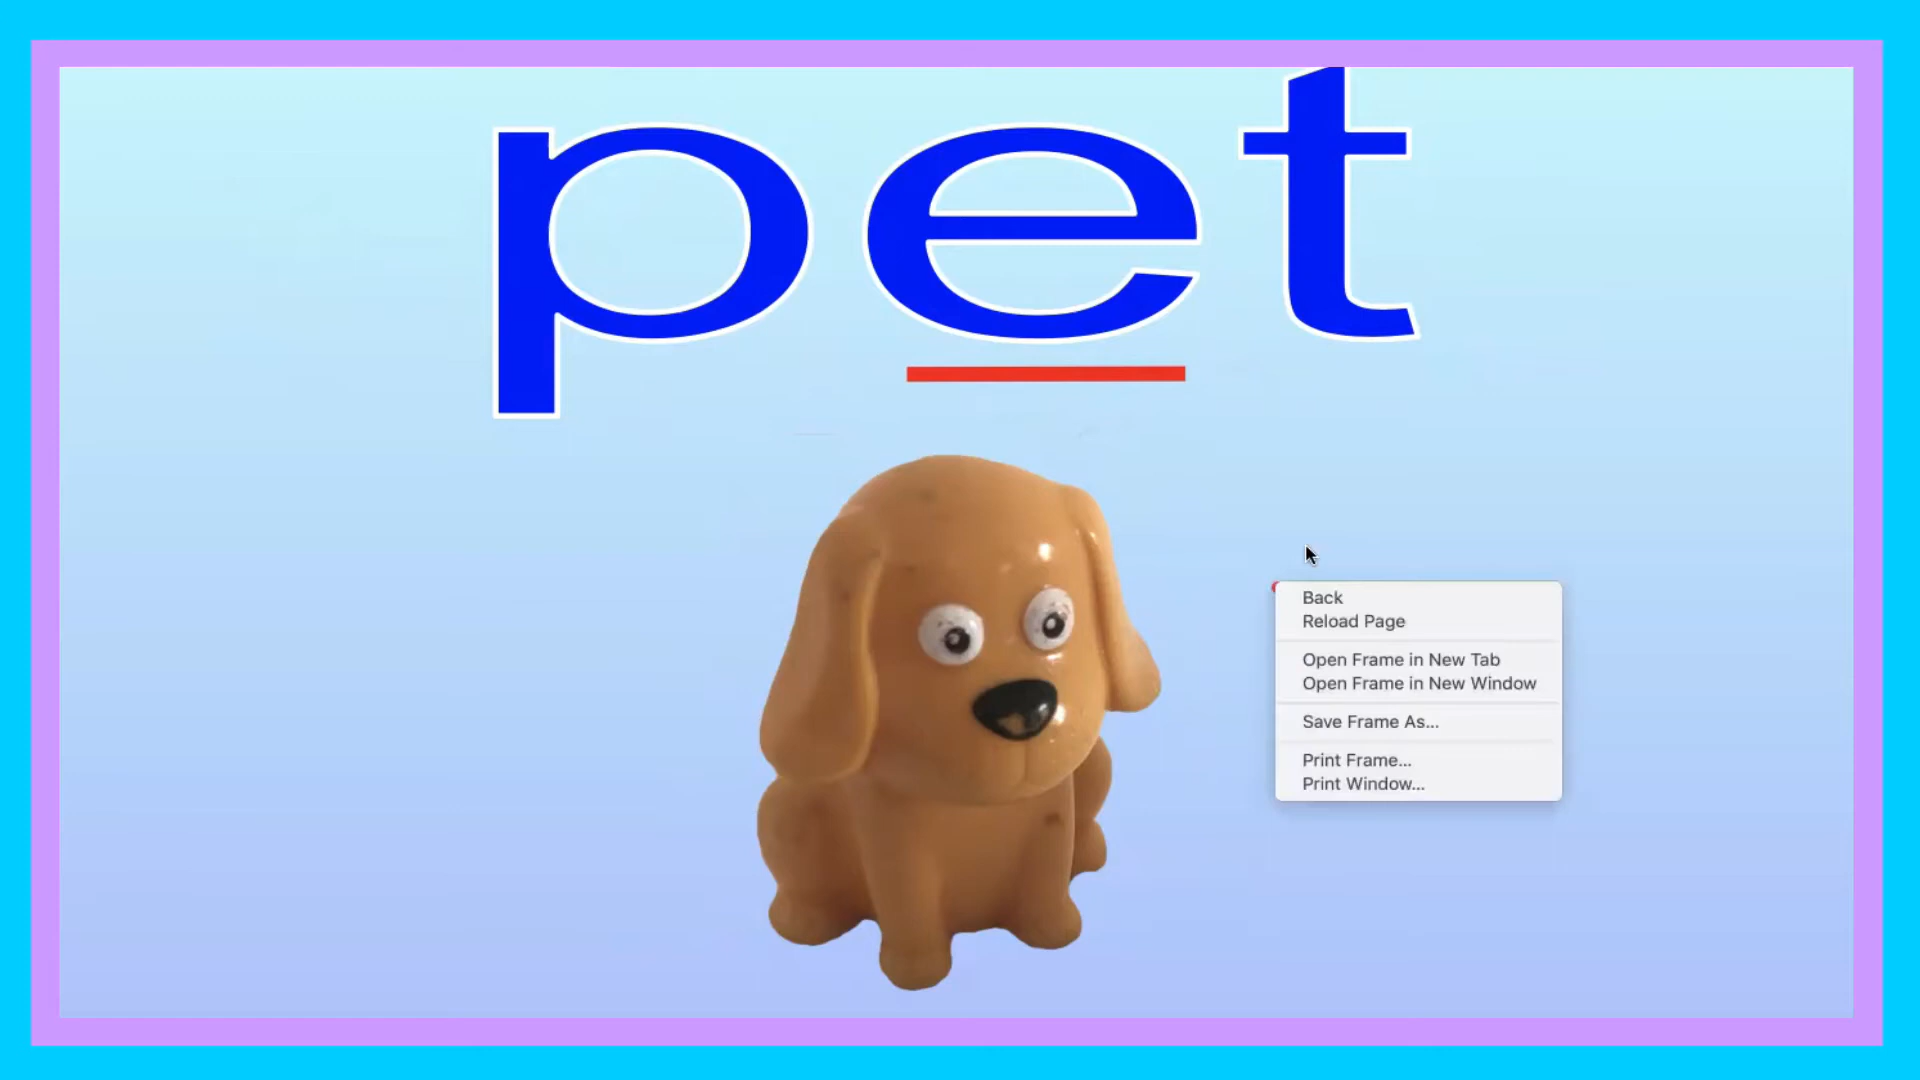 pet
Back
Reload Page
Open Frame in New Tab
Open Frame in New Window
Save Frame As...
Print Frame...
Print Window...